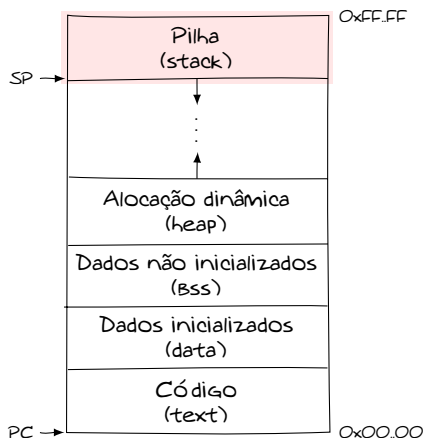 0xFF..FF
Pilha
(stack)
SP
Alocação dinâmica
(heap)
Dados não inicializados
(BSS)
Dados inicializados
(data)
Código
(text)
PC
0x00..00